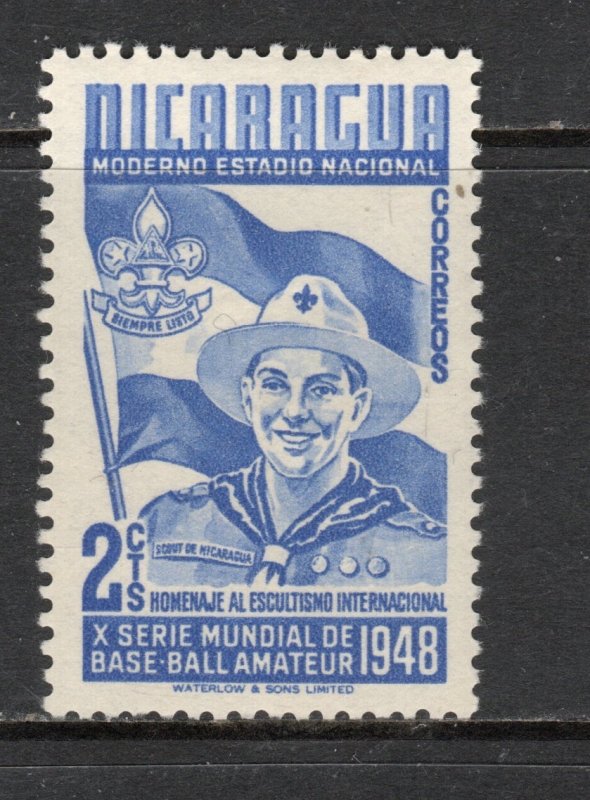 NICARAGUA
MODERNO ESTADIO NACIONAL
CORREOS
SIEMPRE LISTO
SCOUT DE NICARAGUA
2 CTS
HOMENAJE AL ESCULTISMO INTERNACIONAL
X SERIE MUNDIAL DE
BASE-BALL AMATEUR 1948
WATERLOW & SONS LIMITED